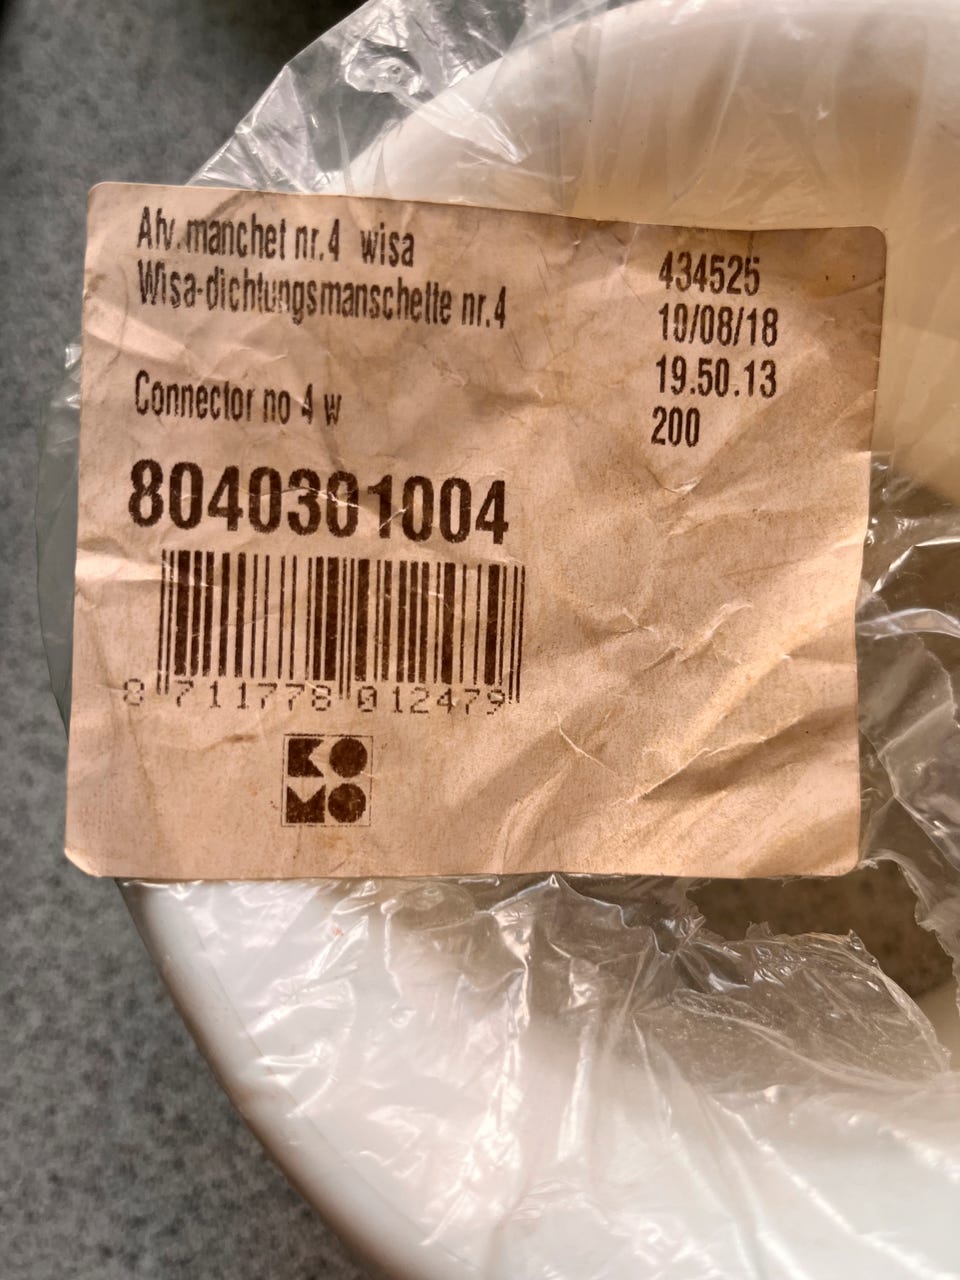 Afv.manchet nr.4 wisa
Wisa-dichtungsmanschette nr.4
Connector no 4 w
434525
10/08/18
19.50.13
200
8040301004
8 711778 012479
KO
MO